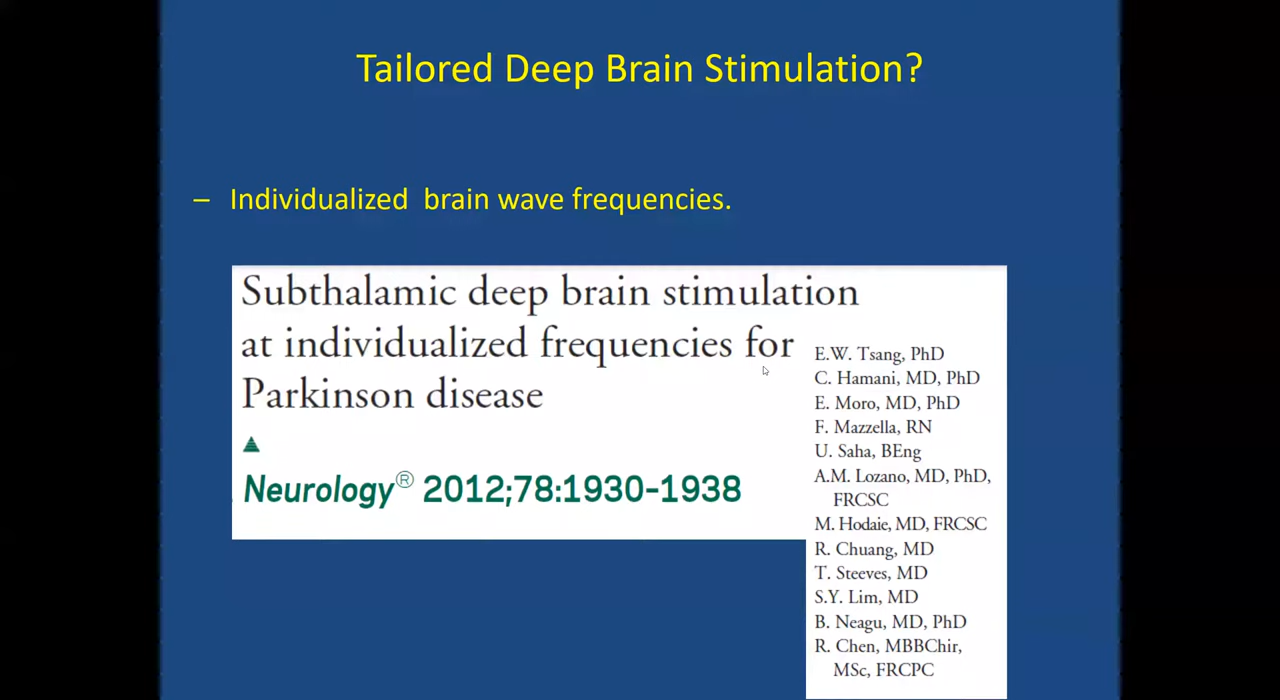 Tailored Deep Brain Stimulation?
– Individualized brain wave frequencies.
Subthalamic deep brain stimulation
at individualized frequencies for
Parkinson disease
Neurology® 2012;78:1930–1938
E.W. Tsang, PhD
C. Hamani, MD, PhD
E. Moro, MD, PhD
F. Mazzella, RN
U. Saha, BEng
A.M. Lozano, MD, PhD,
FRCSC
M. Hodaie, MD, FRCSC
R. Chuang, MD
T. Steeves, MD
S.Y. Lim, MD
B. Neagu, MD, PhD
R. Chen, MBBChir,
MSc, FRCPC